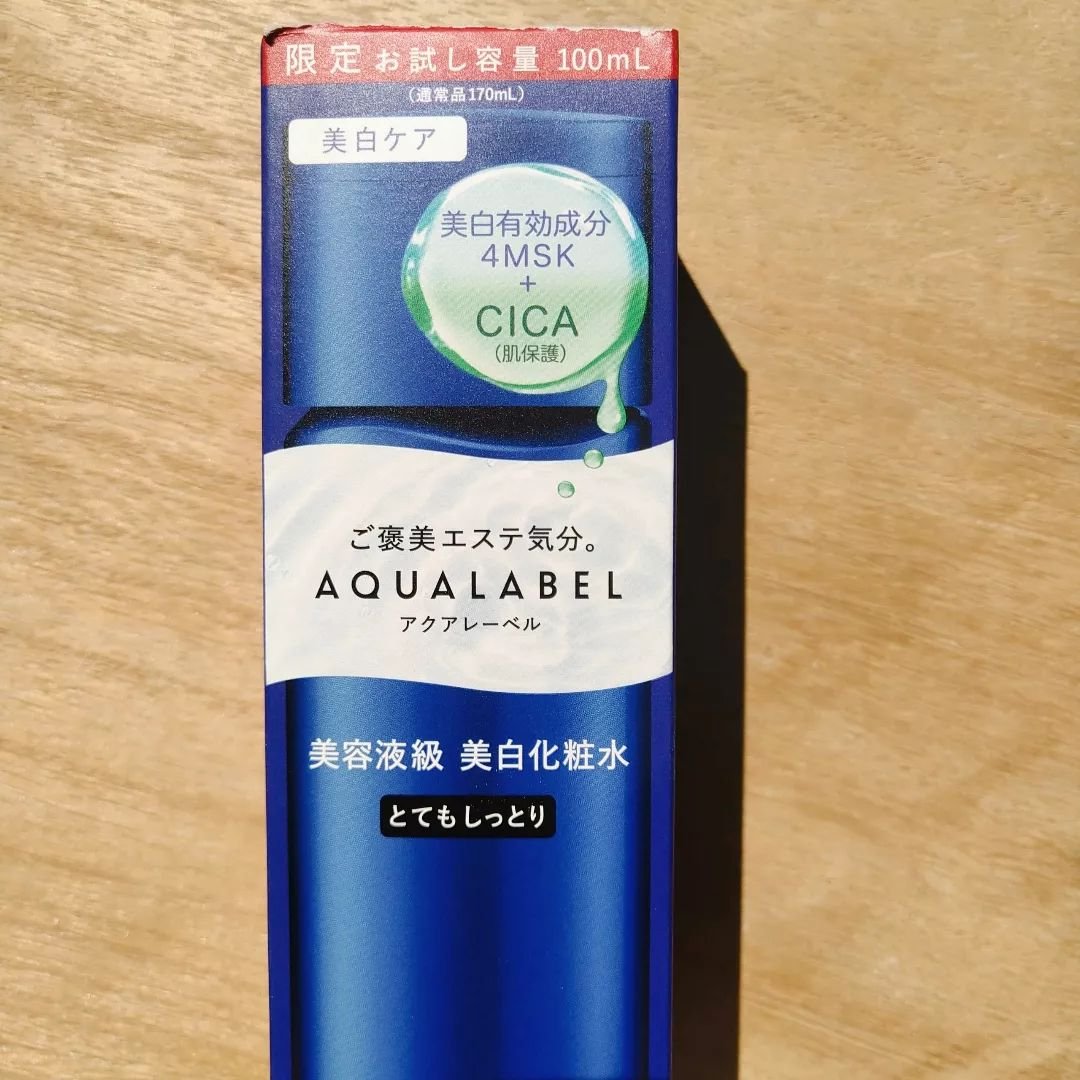 限定お試し容量 100mL
(通常品170mL)
美白ケア
美白有効成分
4MSK
+
CICA
(肌保護)
ご褒美エステ気分。
AQUALABEL
アクアレーベル
美容液級 美白化粧水
とてもしっとり